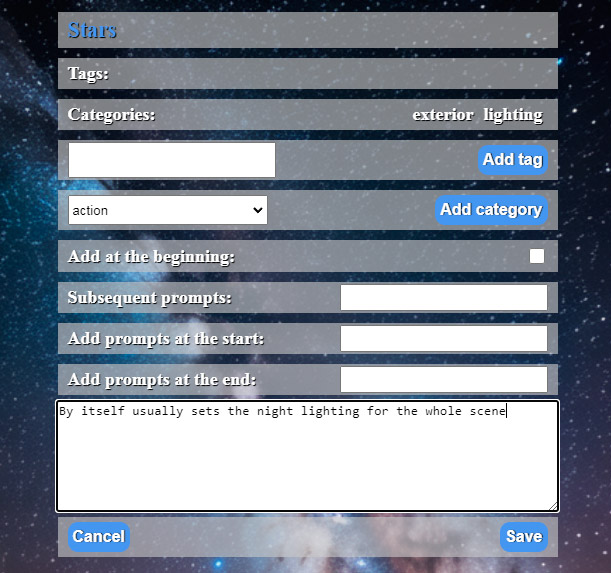 Stars
Tags:
Categories: exterior lighting
Add tag
action Add category
Add at the beginning:
Subsequent prompts:
Add prompts at the start:
Add prompts at the end:
By itself usually sets the night lighting for the whole scene
Cancel Save